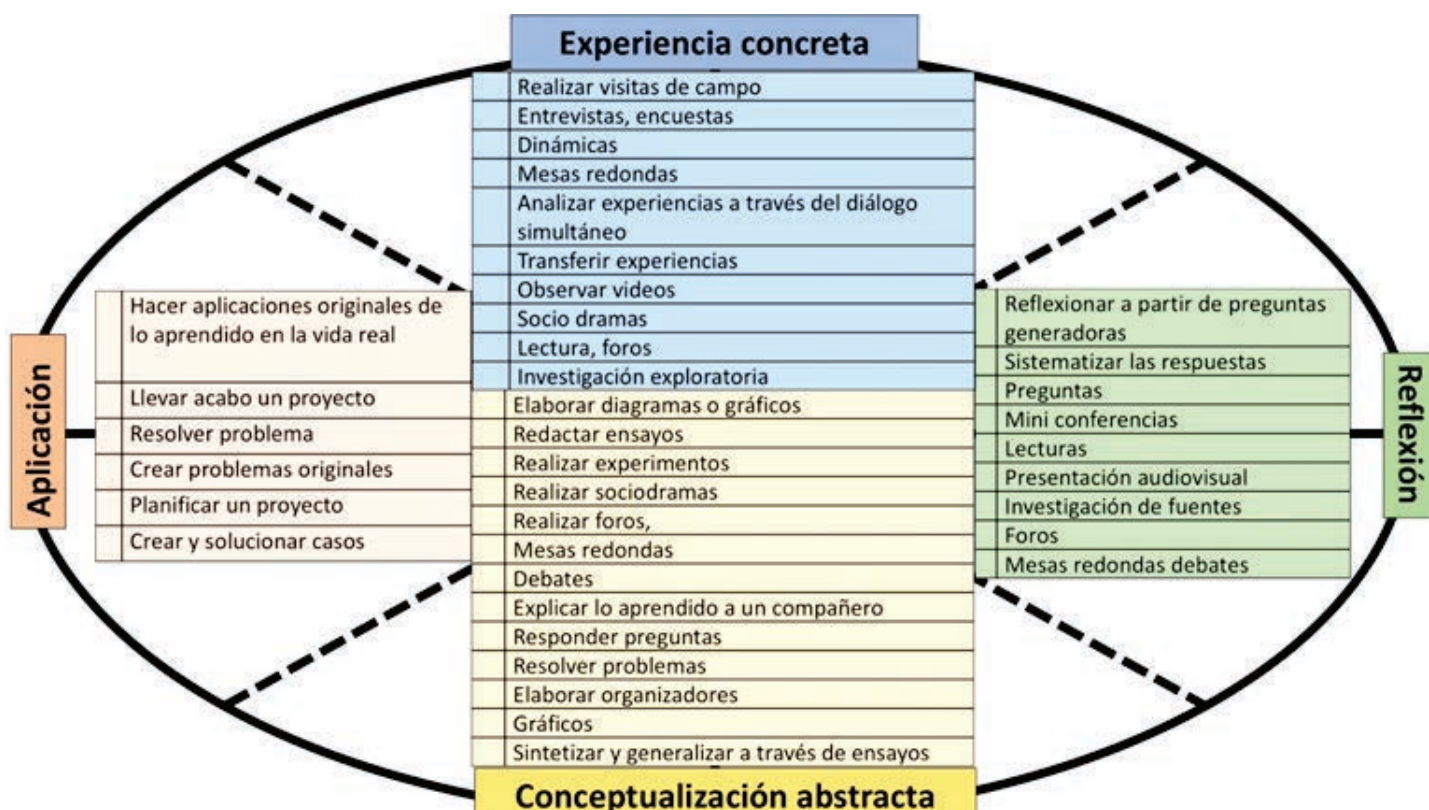 Experiencia concreta
Realizar visitas de campo
Entrevistas, encuestas
Dinámicas
Mesas redondas
Analizar experiencias a través del diálogo
simultáneo
Transferir experiencias
Observar videos
Socio dramas
Lectura, foros
Investigación exploratoria
Aplicación
Hacer aplicaciones originales de
lo aprendido en la vida real
Llevar acabo un proyecto
Resolver problema
Crear problemas originales
Planificar un proyecto
Crear y solucionar casos
Reflexionar a partir de preguntas
generadoras
Sistematizar las respuestas
Preguntas
Mini conferencias
Lecturas
Presentación audiovisual
Investigación de fuentes
Foros
Mesas redondas debates
Reflexión
Elaborar diagramas o gráficos
Redactar ensayos
Realizar experimentos
Realizar sociodramas
Realizar foros,
Mesas redondas
Debates
Explicar lo aprendido a un compañero
Responder preguntas
Resolver problemas
Elaborar organizadores
Gráficos
Sintetizar y generalizar a través de ensayos
Conceptualización abstracta